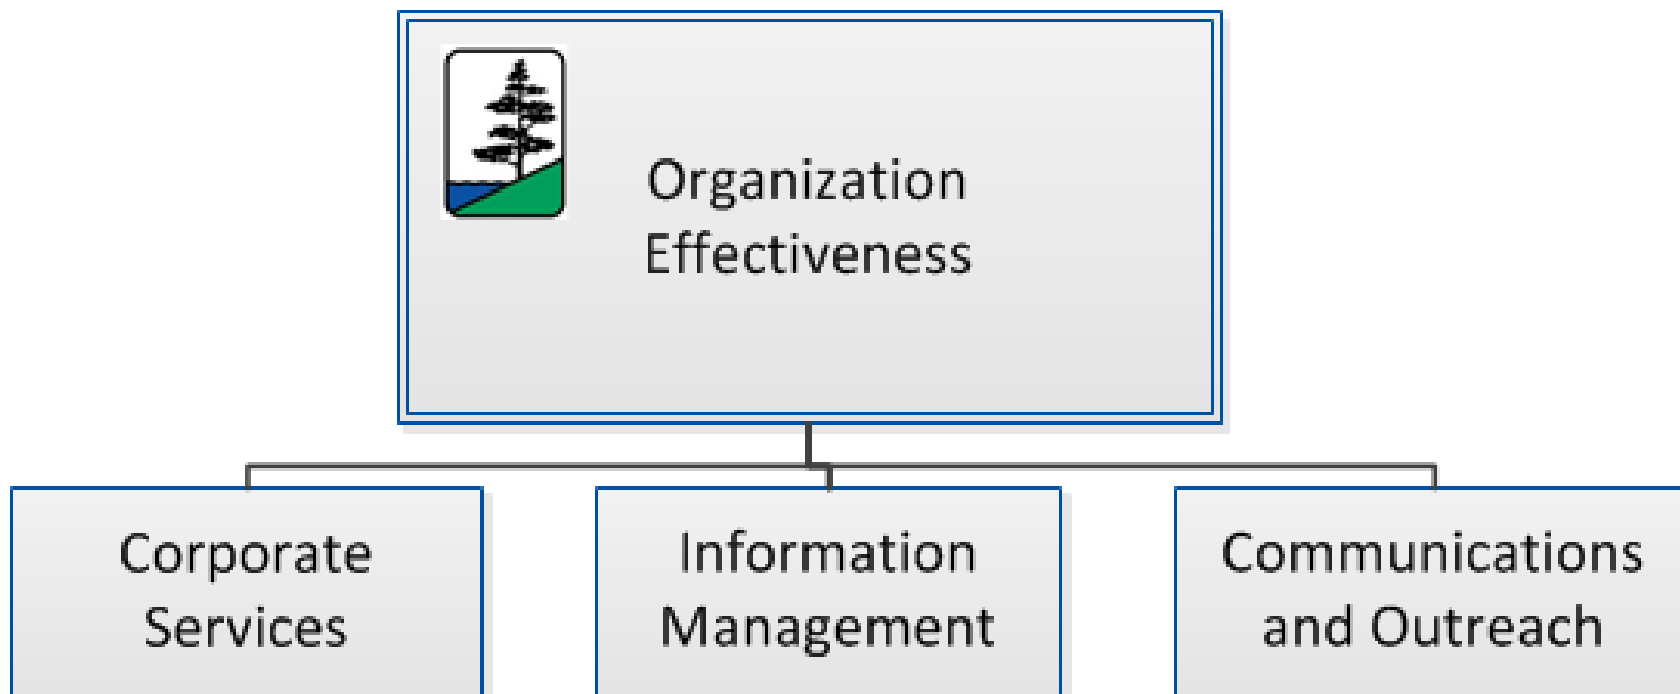 Organization
Effectiveness
Corporate
Services
Information
Management
Communications
and Outreach